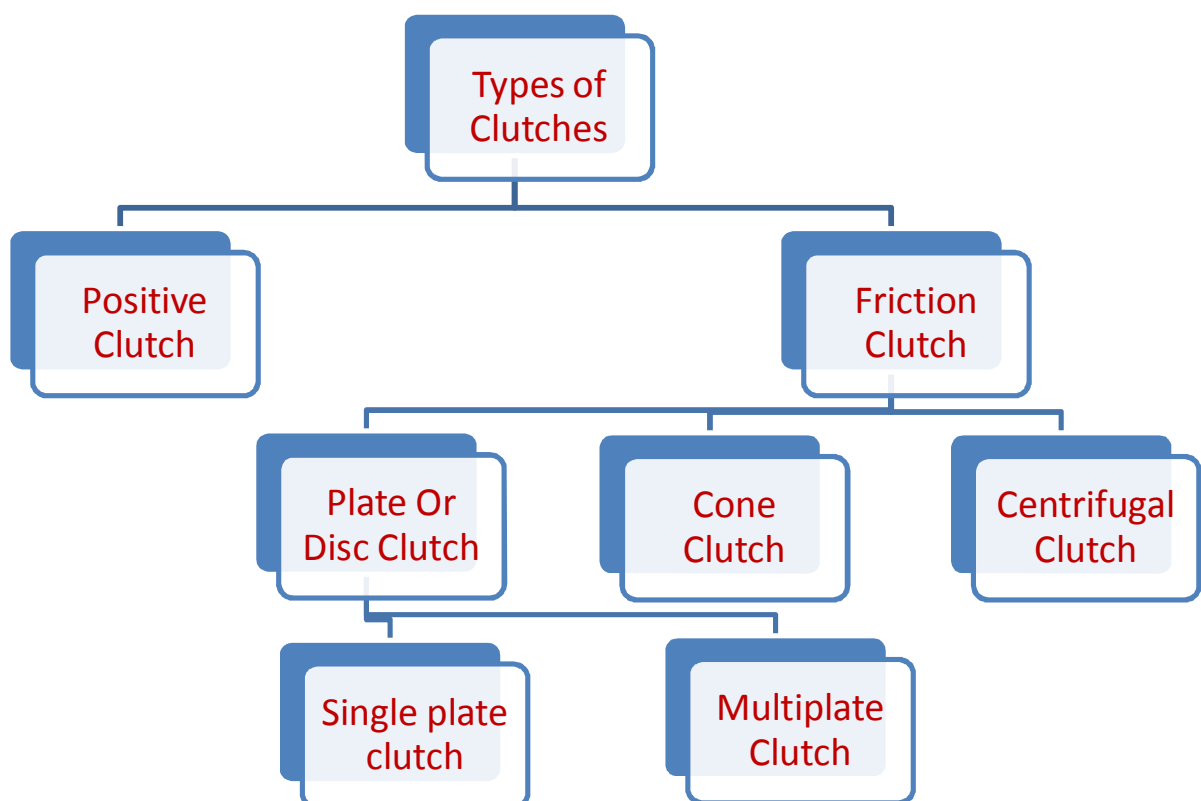 Types of
Clutches
Positive
Clutch
Friction
Clutch
Plate Or
Disc Clutch
Cone
Clutch
Centrifugal
Clutch
Single plate
clutch
Multiplate
Clutch